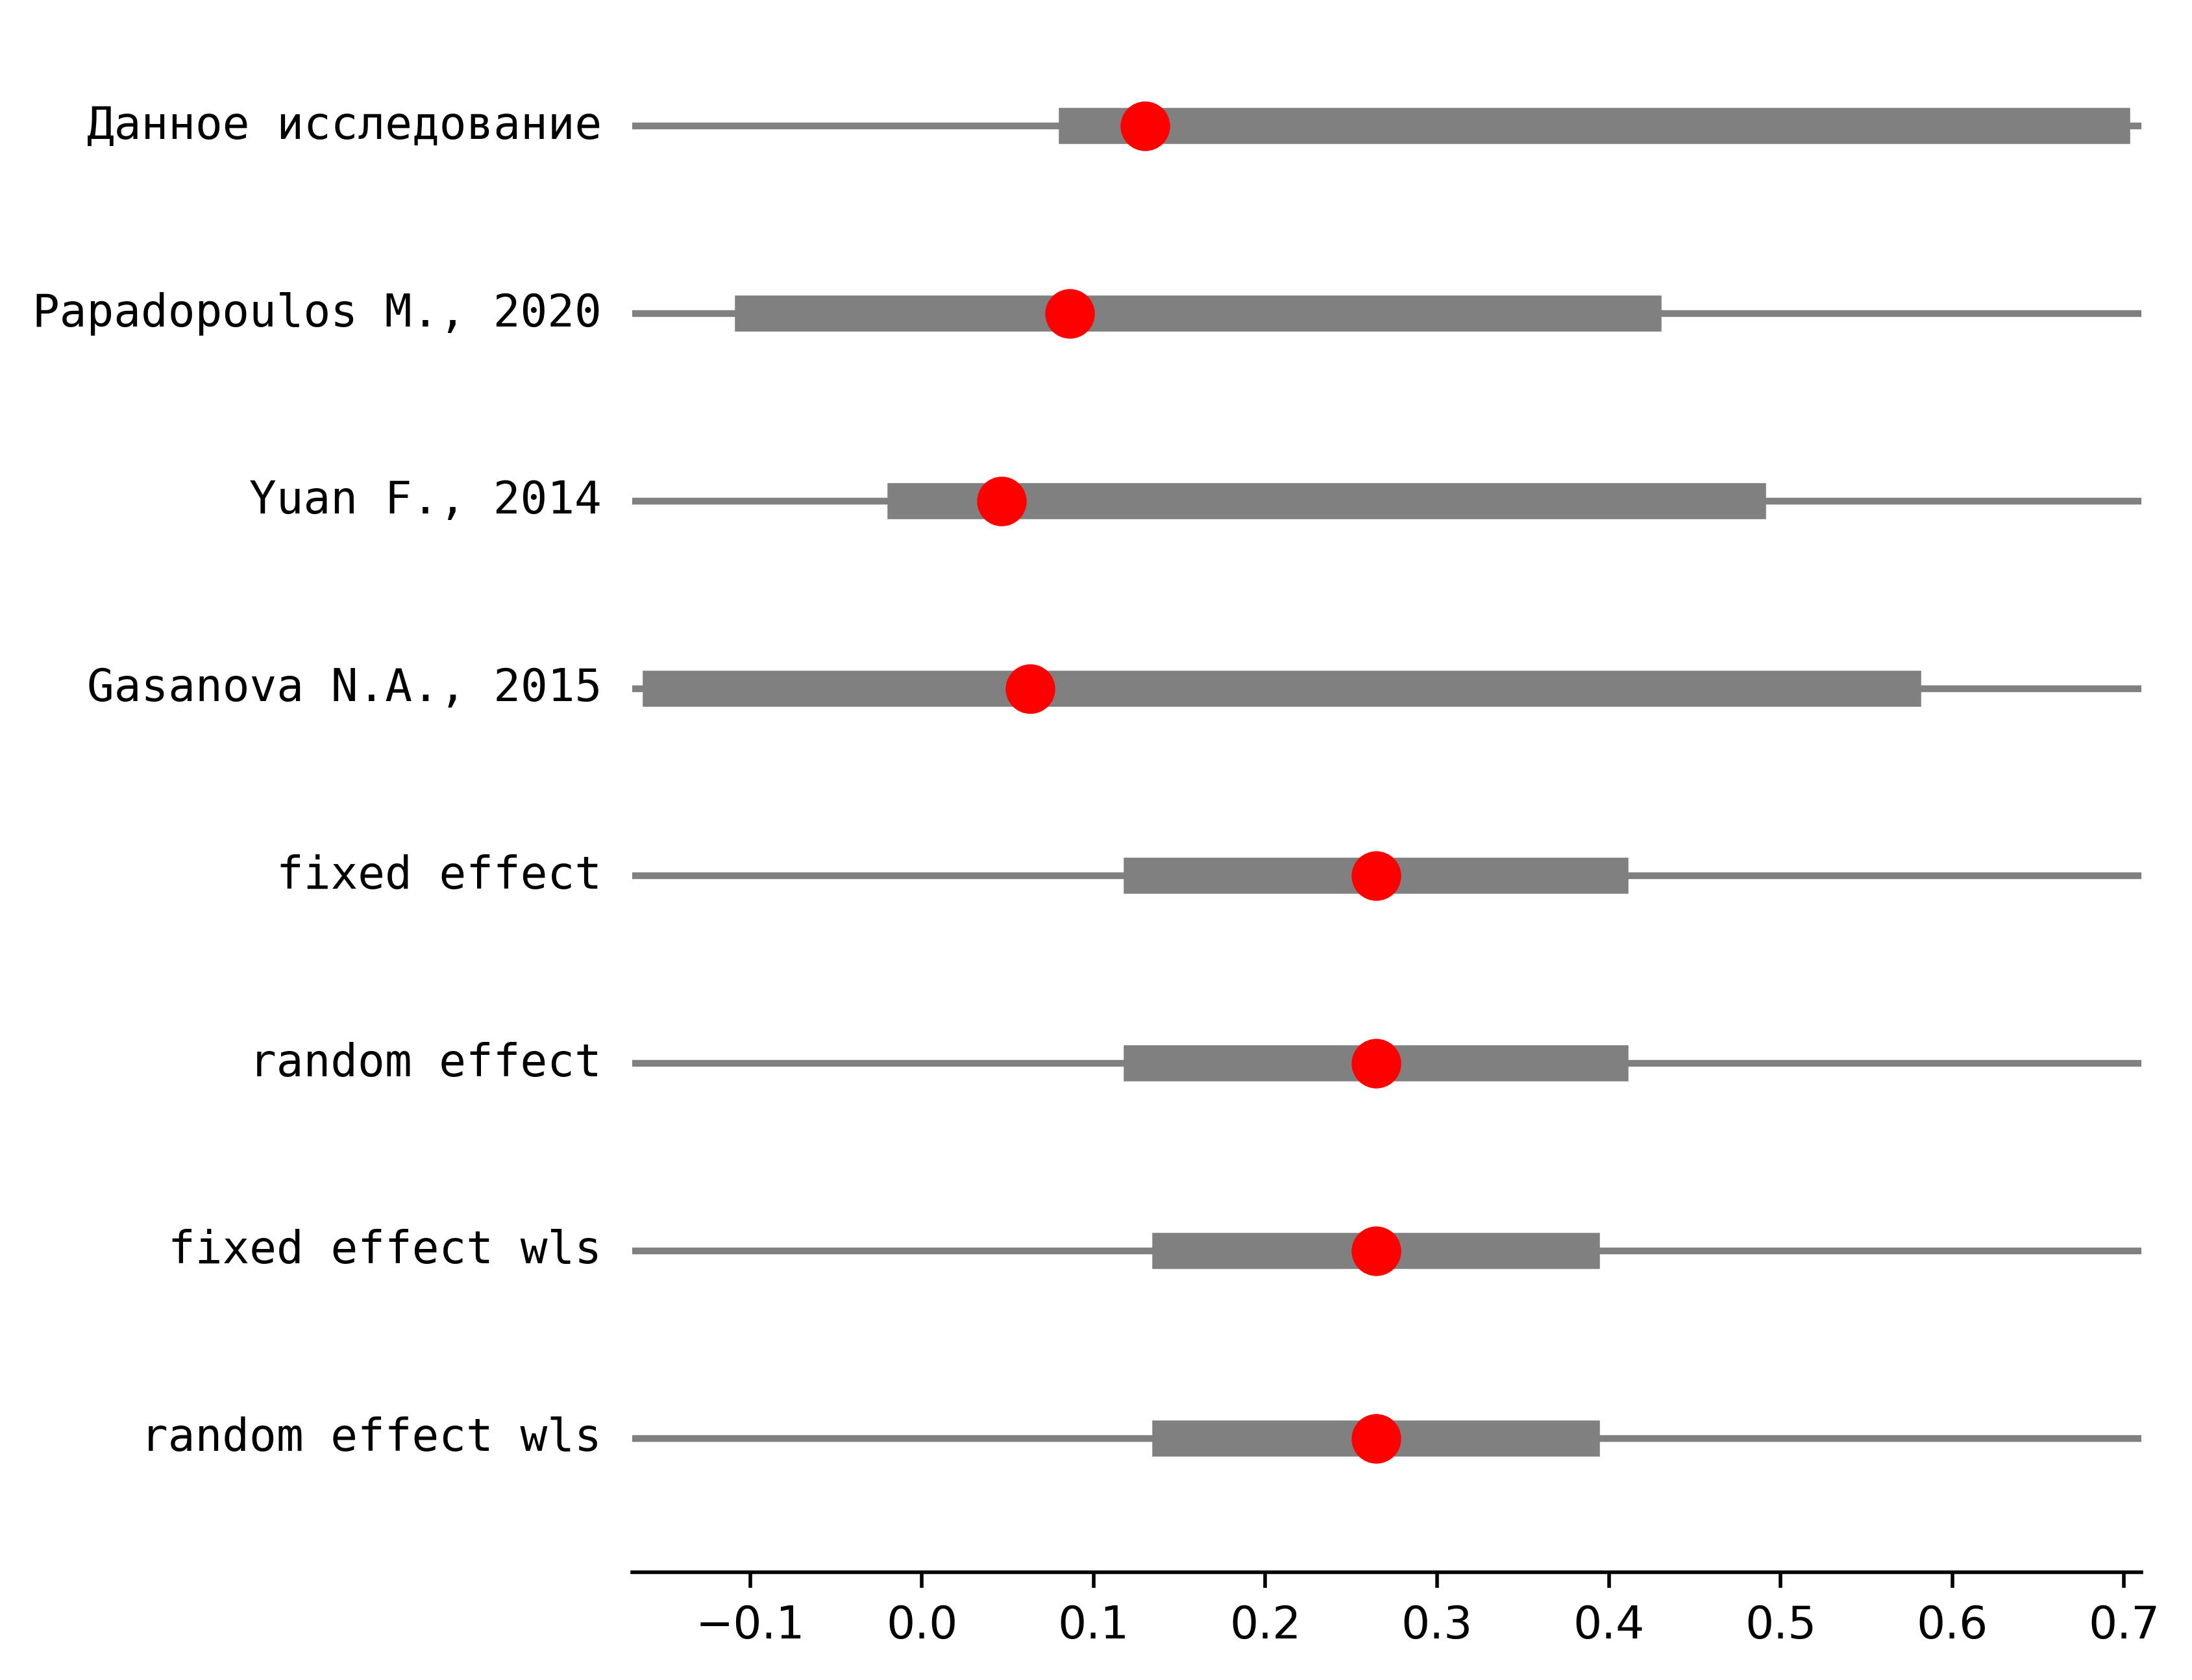 Данное исследование
Papadopoulos M., 2020
Yuan F., 2014
Gasanova N.A., 2015
fixed effect
random effect
fixed effect wls
random effect wls
−0.1 0.0 0.1 0.2 0.3 0.4 0.5 0.6 0.7